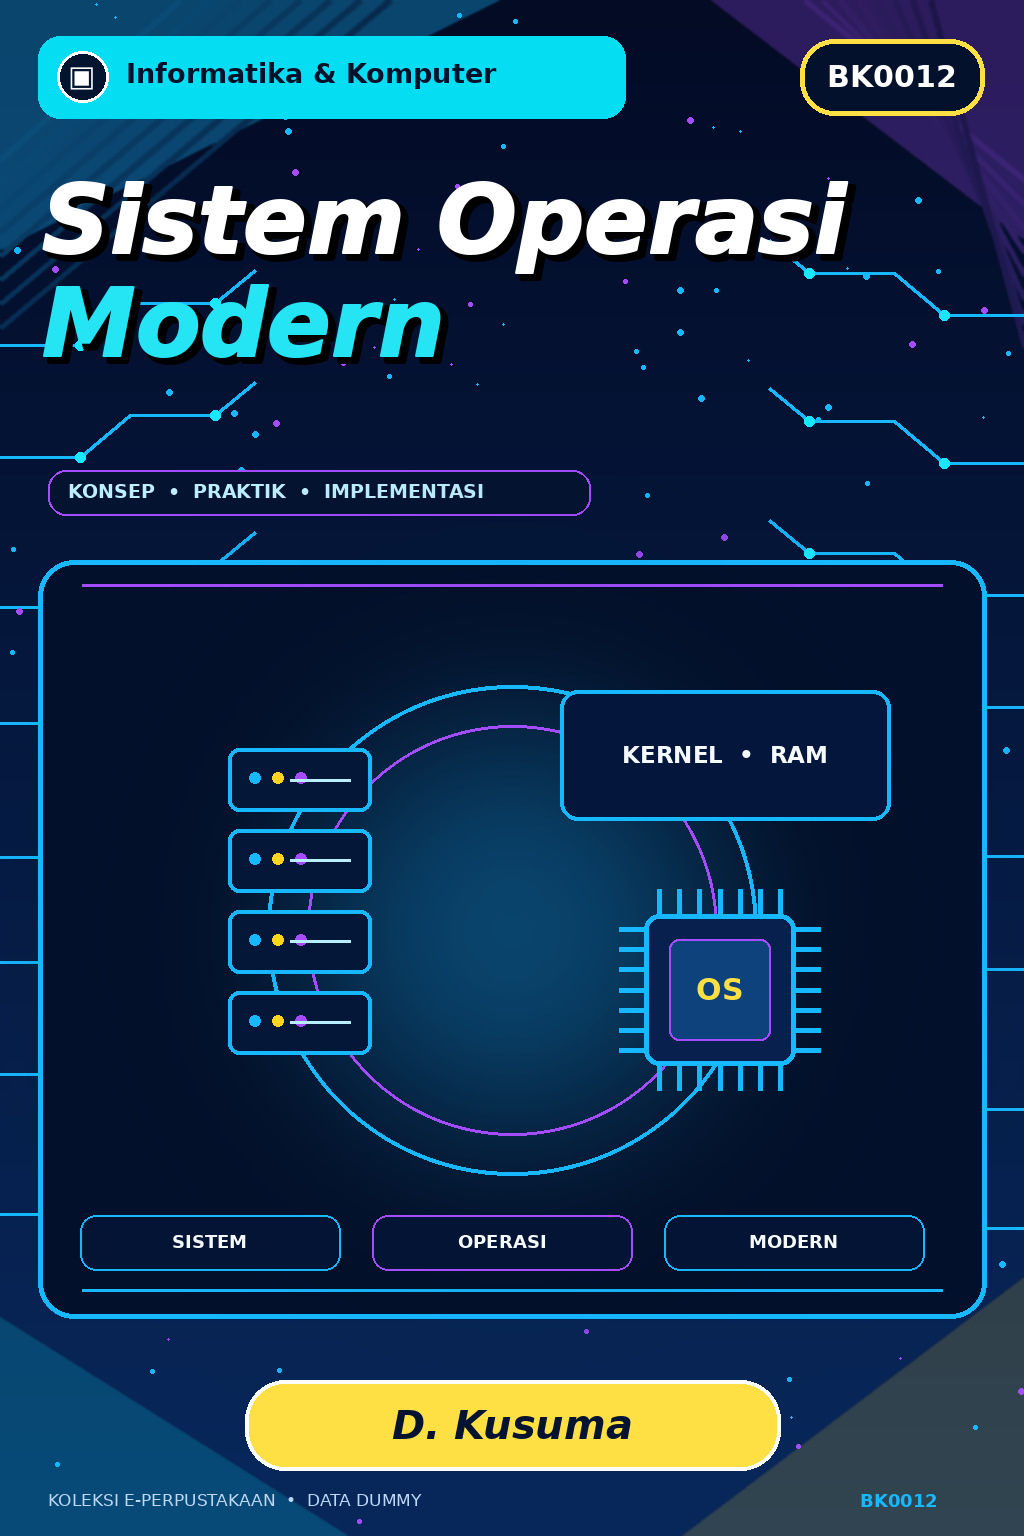 ▣ Informatika & Komputer
BK0012
Sistem Operasi
Modern
KONSEP • PRAKTIK • IMPLEMENTASI
KERNEL • RAM
OS
SISTEM
OPERASI
MODERN
D. Kusuma
KOLEKSI E-PERPUSTAKAAN • DATA DUMMY
BK0012